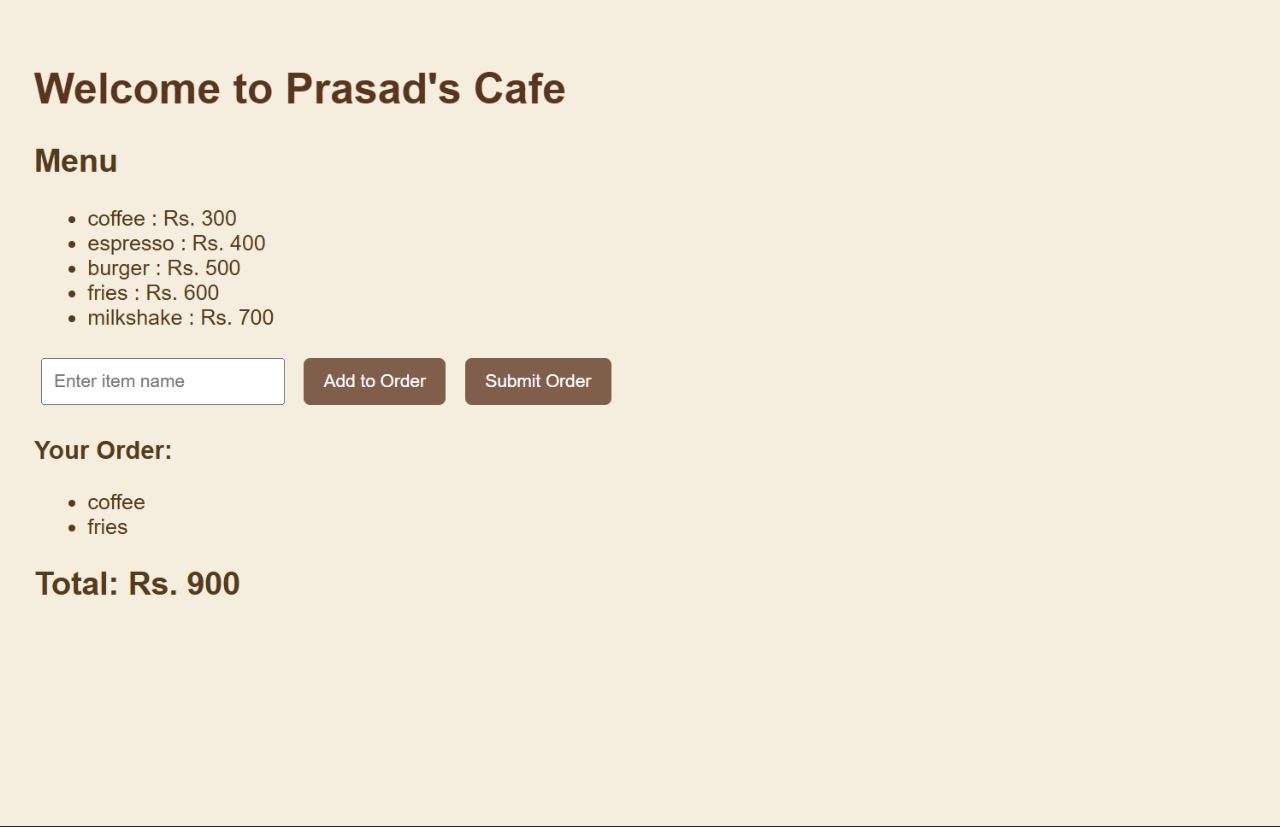 Welcome to Prasad's Cafe
Menu
• coffee : Rs. 300
• espresso : Rs. 400
• burger : Rs. 500
• fries : Rs. 600
• milkshake : Rs. 700
Enter item name Add to Order Submit Order
Your Order:
• coffee
• fries
Total: Rs. 900